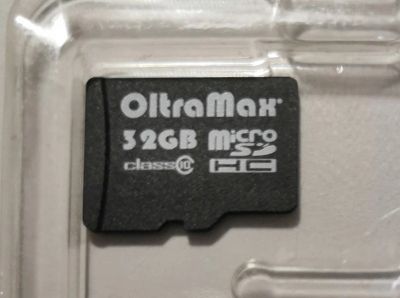 OltraMax
32GB Micro SD
class 10 HC